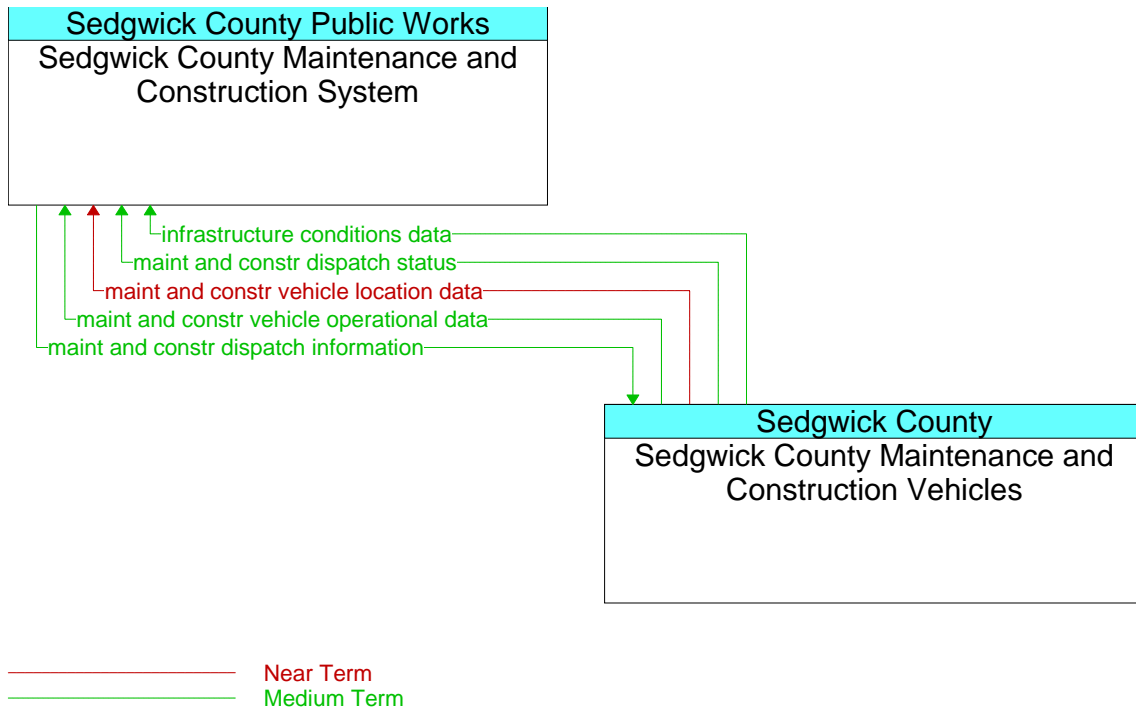 Sedgwick County Public Works
Sedgwick County Maintenance and
Construction System
infrastructure conditions data
maint and constr dispatch status
maint and constr vehicle location data
maint and constr vehicle operational data
maint and constr dispatch information
Sedgwick County
Sedgwick County Maintenance and
Construction Vehicles
Near Term
Medium Term